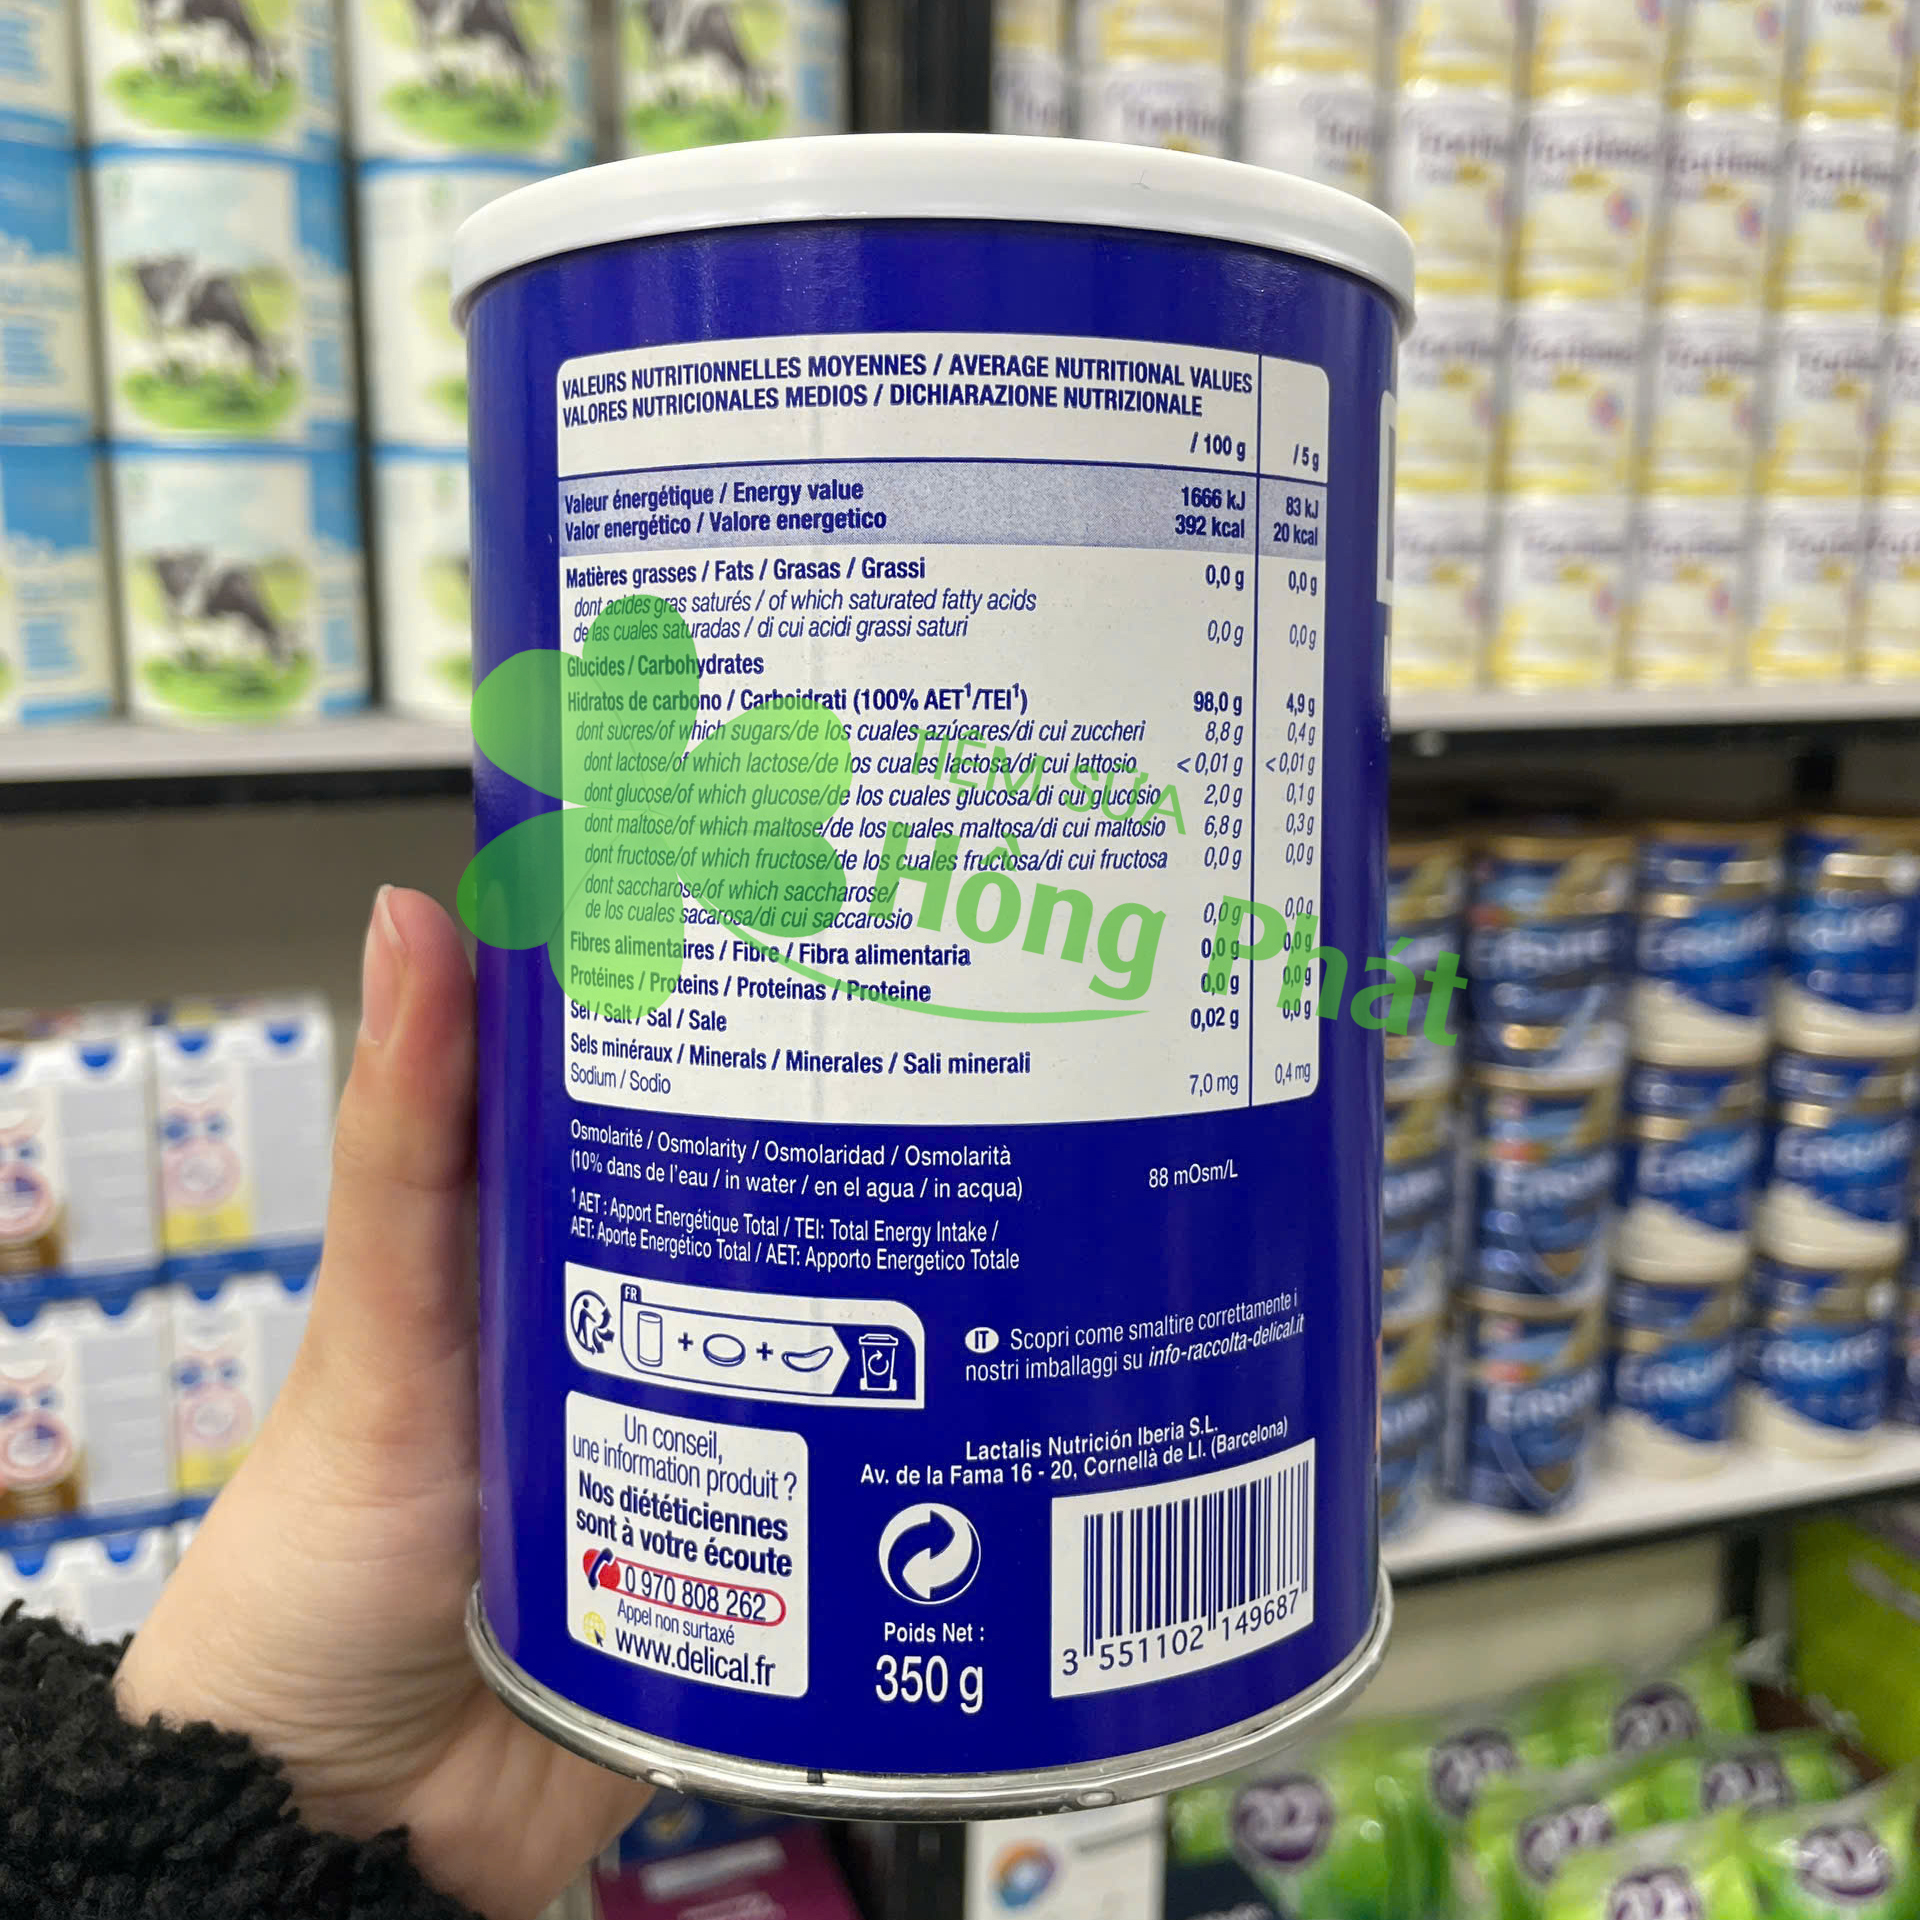 VALEURS NUTRITIONNELLES MOYENNES / AVERAGE NUTRITIONAL VALUES
VALORES NUTRICIONALES MEDIOS / DICHIARAZIONE NUTRIZIONALE
/ 100 g / 5 g
Valeur énergétique / Energy value 1666 kJ 83 kJ
Valor energético / Valore energetico 392 kcal 20 kcal
Matières grasses / Fats / Grasas / Grassi 0,0 g 0,0 g
dont acides gras saturés / of which saturated fatty acids
de las cuales saturadas / di cui acidi grassi saturi 0,0 g 0,0 g
Glucides / Carbohydrates
Hidratos de carbono / Carboidrati (100% AET¹/TEI¹) 98,0 g 4,9 g
dont sucres/of which sugars/de los cuales azúcares/di cui zuccheri 8,8 g 0,4 g
dont lactose/of which lactose/de los cuales lactosa/di cui lattosio <0,01 g <0,01 g
dont glucose/of which glucose/de los cuales glucosa/di cui glucosio 2,0 g 0,1 g
dont maltose/of which maltose/de los cuales maltosa/di cui maltosio 6,8 g 0,3 g
dont fructose/of which fructose/de los cuales fructosa/di cui fructosa 0,0 g 0,0 g
dont saccharose/of which saccharose/
de los cuales sacarosa/di cui saccarosio 0,0 g 0,0 g
Fibres alimentaires / Fibre / Fibra alimentaria 0,0 g 0,0 g
Protéines / Proteins / Proteínas / Proteine 0,0 g 0,0 g
Sel / Salt / Sal / Sale 0,02 g 0,0 g
Sels minéraux / Minerals / Minerales / Sali minerali
Sodium / Sodio 7,0 mg 0,4 mg
TIỆM SỮA
Hồng Phát
Osmolarité / Osmolarity / Osmolaridad / Osmolarità
(10% dans de l'eau / in water / en el agua / in acqua) 88 mOsm/L
¹ AET : Apport Energétique Total / TEI: Total Energy Intake /
AET: Aporte Energético Total / AET: Apporto Energetico Totale
FR
+ +
IT Scopri come smaltire correttamente i
nostri imballaggi su info-raccolta-delical.it
Un conseil,
une information produit ?
Nos diététiciennes
sont à votre écoute
0 970 808 262
Appel non surtaxé
www.delical.fr
Lactalis Nutrición Iberia S.L.
Av. de la Fama 16 - 20, Cornellà de Ll. (Barcelona)
Poids Net :
350 g
3 551102 149687
Ensure